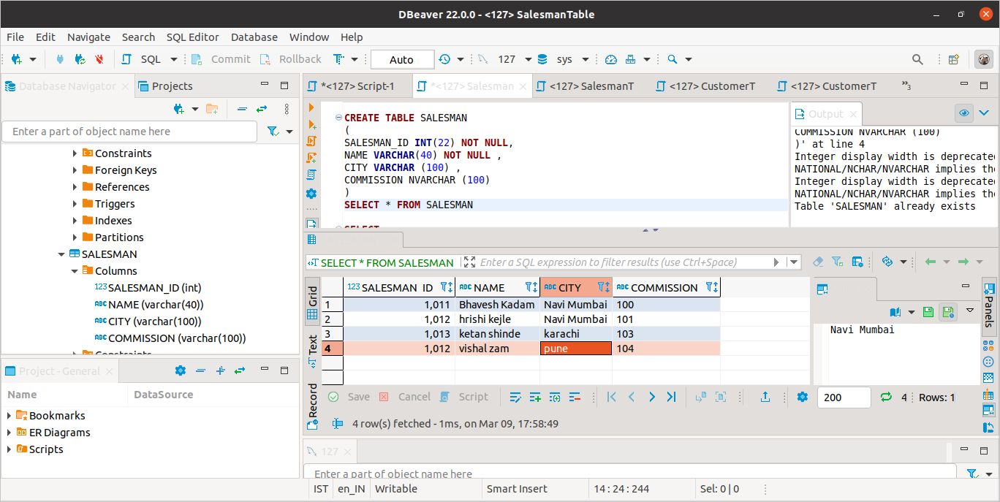 DBeaver 22.0.0 - <127> SalesmanTable
File Edit Navigate Search SQL Editor Database Window Help
SQL Commit Rollback Auto 127 sys
Database Navigator Projects
Enter a part of object name here
Constraints
Foreign Keys
References
Triggers
Indexes
Partitions
SALESMAN
Columns
123 SALESMAN_ID (int)
ABC NAME (varchar(40))
ABC CITY (varchar(100))
ABC COMMISSION (varchar(100))
Constraints
Project - General
Name DataSource
Bookmarks
ER Diagrams
Scripts
*<127> Script-1 *<127> Salesman <127> SalesmanT <127> CustomerT <127> CustomerT »3
CREATE TABLE SALESMAN
(
SALESMAN_ID INT(22) NOT NULL,
NAME VARCHAR(40) NOT NULL ,
CITY VARCHAR (100) ,
COMMISSION NVARCHAR (100)
)
SELECT * FROM SALESMAN
SELECT
Output
COMMISSION NVARCHAR (100)
)' at line 4
Integer display width is deprecate
NATIONAL/NCHAR/NVARCHAR implies the
Integer display width is deprecate
NATIONAL/NCHAR/NVARCHAR implies the
Table 'SALESMAN' already exists
SELECT * FROM SALESMAN Enter a SQL expression to filter results (use Ctrl+Space)
Grid
Text
Record
123 SALESMAN_ID ABC NAME ABC CITY ABC COMMISSION
1 1,011 Bhavesh Kadam Navi Mumbai 100
2 1,012 hrishi kejle Navi Mumbai 101
3 1,013 ketan shinde karachi 103
4 1,012 vishal zam pune 104
Navi Mumbai
Panels
Save Cancel Script 200 4 Rows: 1
4 row(s) fetched - 1ms, on Mar 09, 17:58:49
127
Enter a part of object name here
IST en_IN Writable Smart Insert 14 : 24 : 244 Sel: 0 | 0